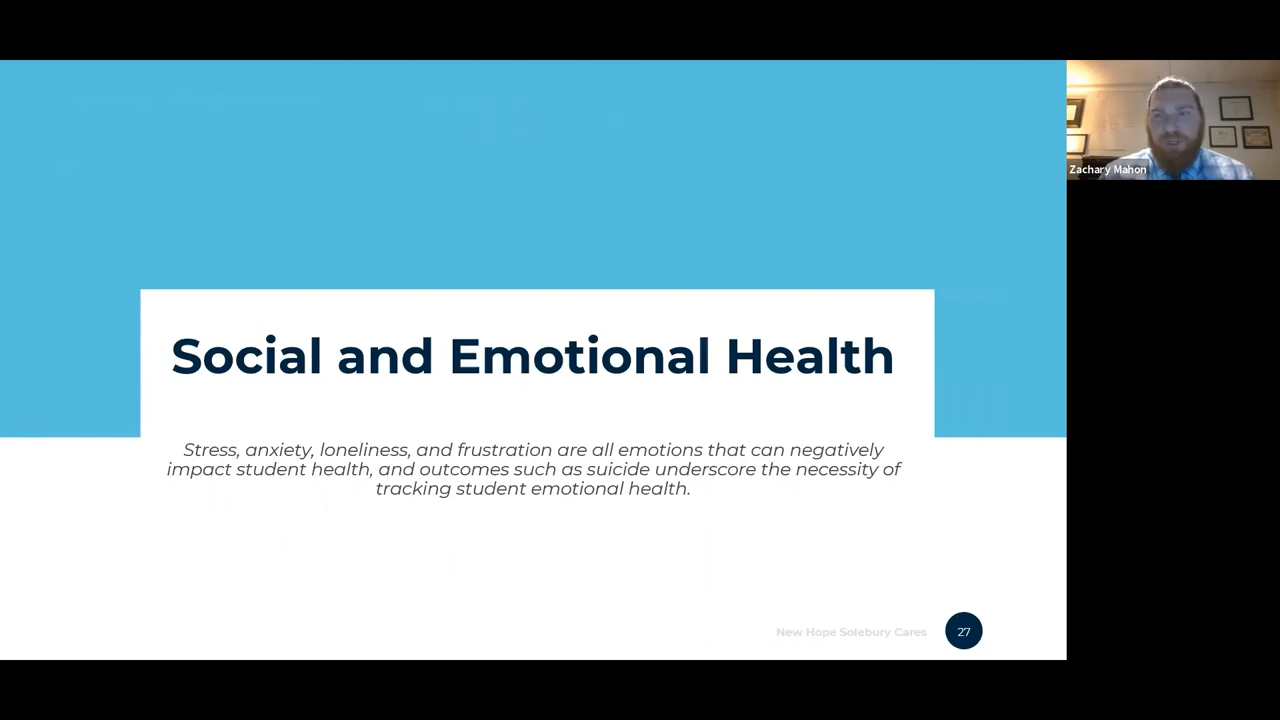 Zachary Mahon
Social and Emotional Health
Stress, anxiety, loneliness, and frustration are all emotions that can negatively
impact student health, and outcomes such as suicide underscore the necessity of
tracking student emotional health.
New Hope Solebury Cares
27